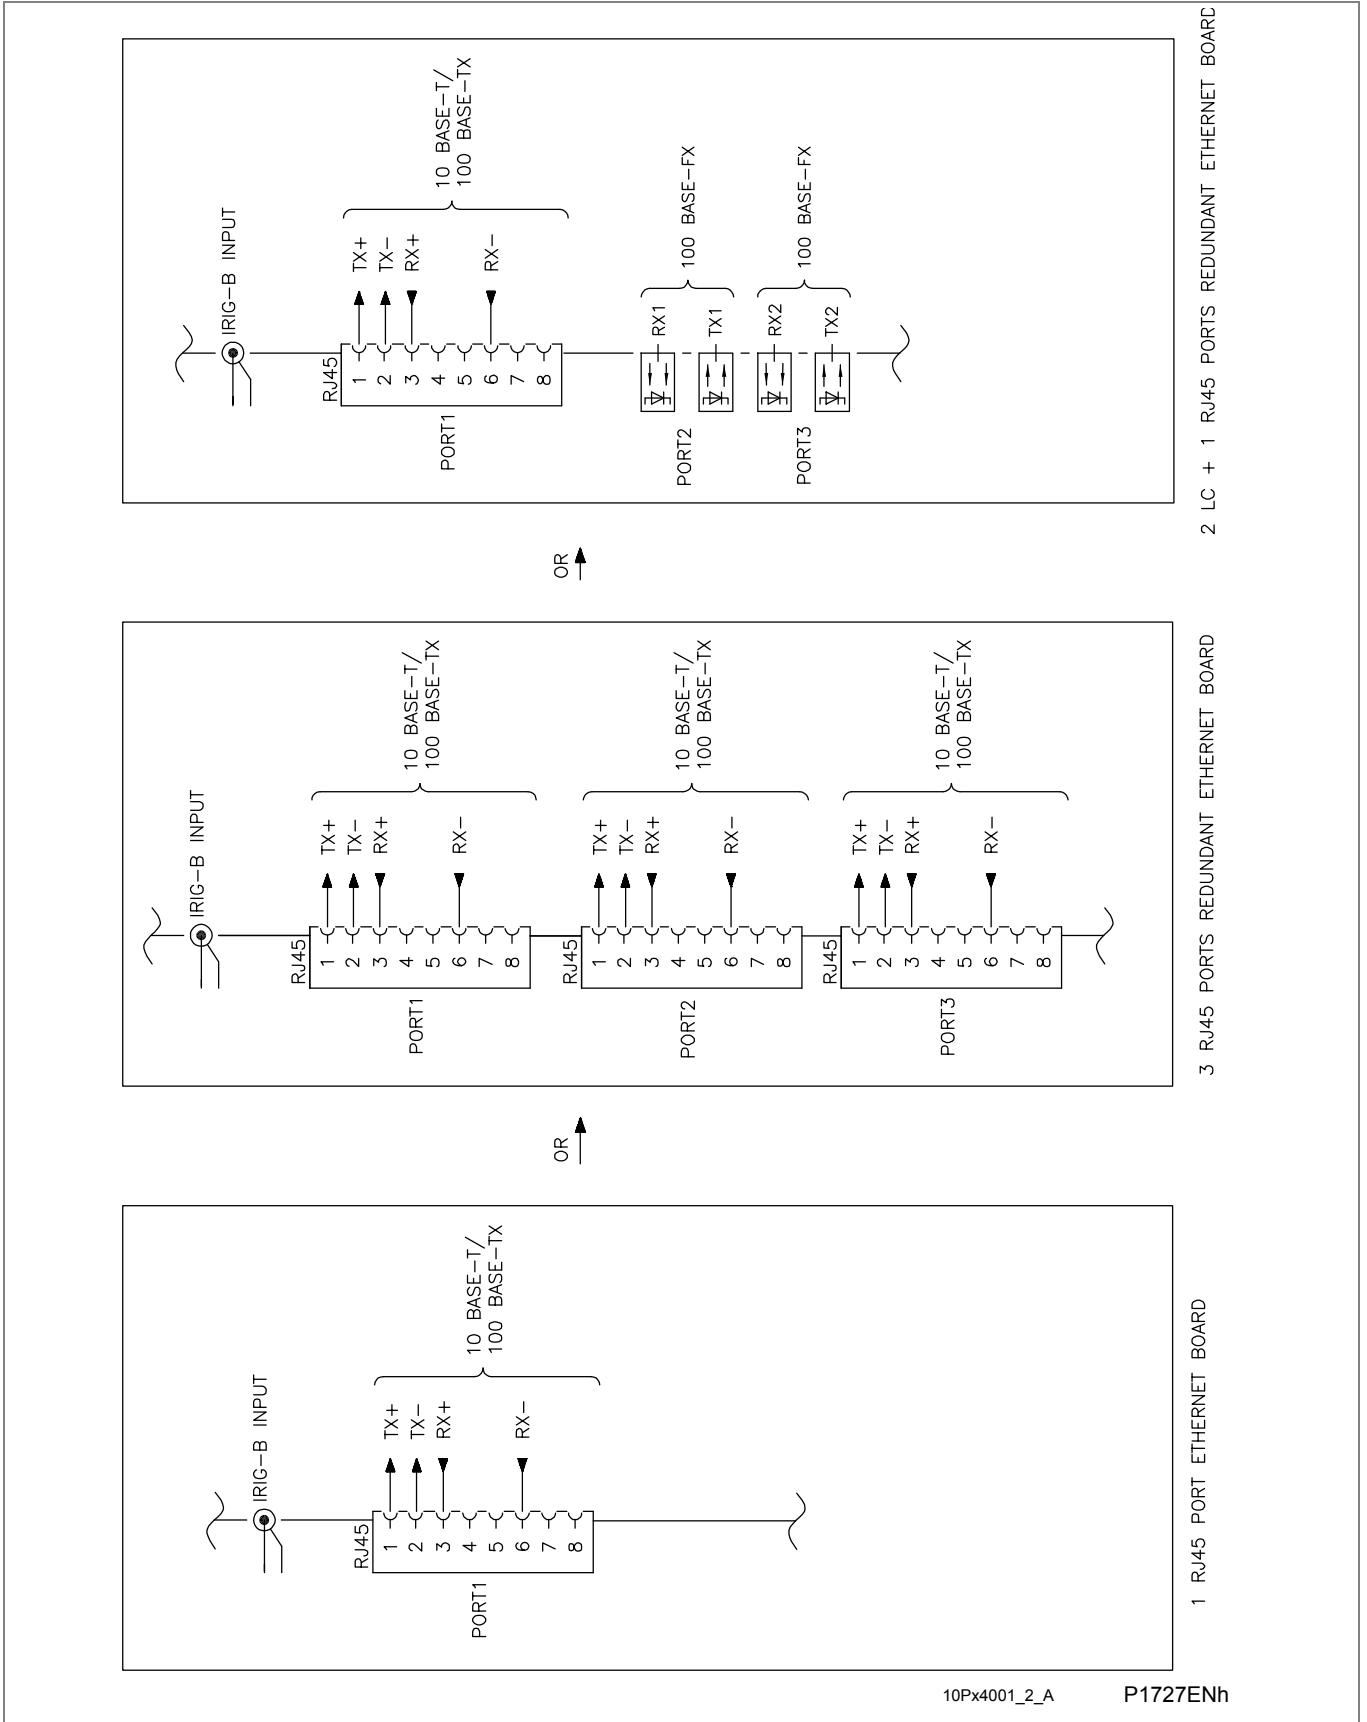 IRIG-B INPUT
RJ45
1
2
3
4
5
6
7
8
TX+
TX-
RX+
RX-
10 BASE-T/
100 BASE-TX
PORT1
1 RJ45 PORT ETHERNET BOARD
OR
IRIG-B INPUT
RJ45
1
2
3
4
5
6
7
8
TX+
TX-
RX+
RX-
10 BASE-T/
100 BASE-TX
PORT1
RJ45
1
2
3
4
5
6
7
8
TX+
TX-
RX+
RX-
10 BASE-T/
100 BASE-TX
PORT2
RJ45
1
2
3
4
5
6
7
8
TX+
TX-
RX+
RX-
10 BASE-T/
100 BASE-TX
PORT3
3 RJ45 PORTS REDUNDANT ETHERNET BOARD
OR
IRIG-B INPUT
RJ45
1
2
3
4
5
6
7
8
TX+
TX-
RX+
RX-
10 BASE-T/
100 BASE-TX
PORT1
RX1
TX1
100 BASE-FX
PORT2
RX2
TX2
100 BASE-FX
PORT3
2 LC + 1 RJ45 PORTS REDUNDANT ETHERNET BOARD
10Px4001_2_A
P1727ENh